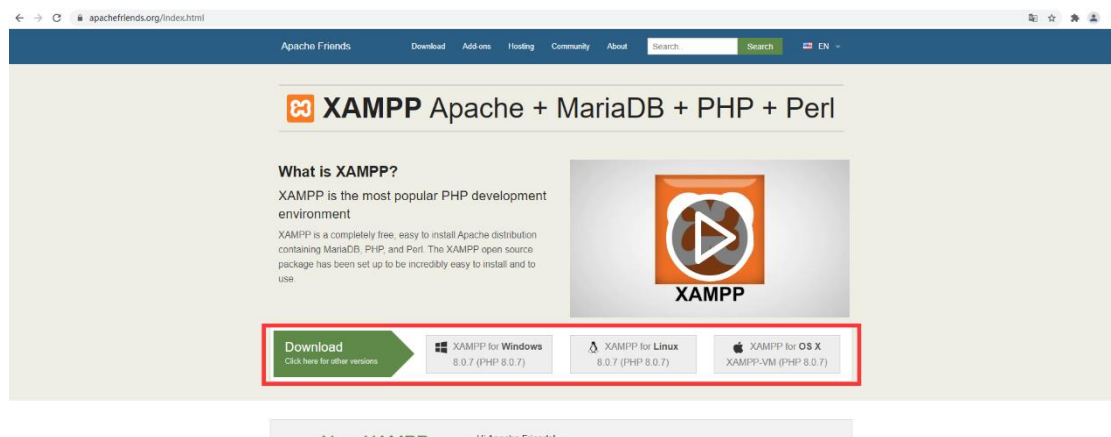 apachefriends.org/index.html
Apache Friends Download Add-ons Hosting Community About Search... Search EN
XAMPP Apache + MariaDB + PHP + Perl
What is XAMPP?
XAMPP is the most popular PHP development
environment
XAMPP is a completely free, easy to install Apache distribution
containing MariaDB, PHP, and Perl. The XAMPP open source
package has been set up to be incredibly easy to install and to
use.
XAMPP
Download
Click here for other versions
XAMPP for Windows
8.0.7 (PHP 8.0.7)
XAMPP for Linux
8.0.7 (PHP 8.0.7)
XAMPP for OS X
XAMPP-VM (PHP 8.0.7)